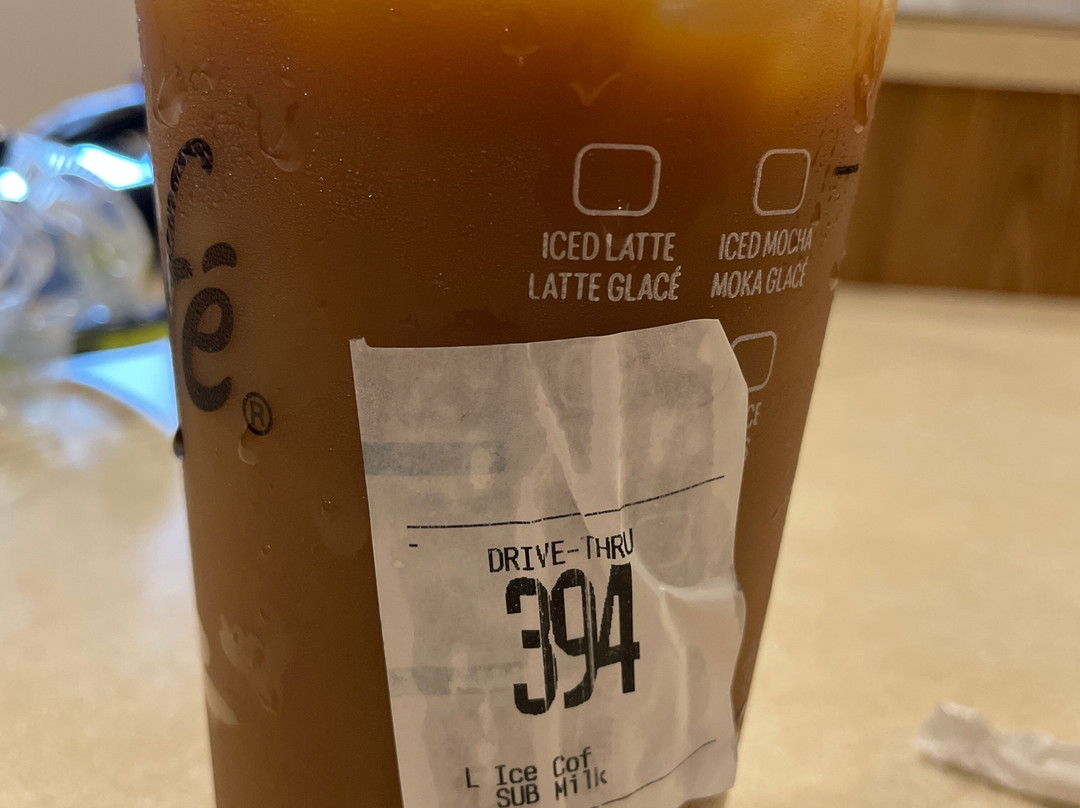 é®
ICED LATTE
LATTE GLACÉ
ICED MOCHA
MOKA GLACÉ
DRIVE-THRU
394
L Ice Cof
SUB Milk